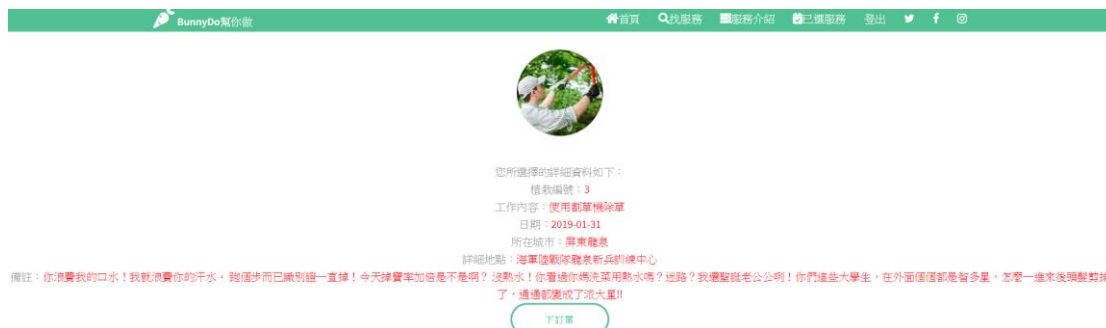 BunnyDo幫你做 首頁 找服務 服務介紹 已選服務 登出
您所選擇的詳細資料如下：
植栽編號：3
工作內容：使用割草機除草
日期：2019-01-31
所在城市：屏東龍泉
詳細地點：海軍陸戰隊龍泉新兵訓練中心
備註：你浪費我的口水！我就浪費你的汗水。跑個步而已識別證一直掉！今天掉寶率加倍是不是啊？沒熱水！你看過你媽洗菜用熱水嗎？迷路？我還聖誕老公公咧！你們這些大學生，在外面個個都是智多星，怎麼一進來後頭髮剪掉
了，通通都變成了派大星!!
下訂單